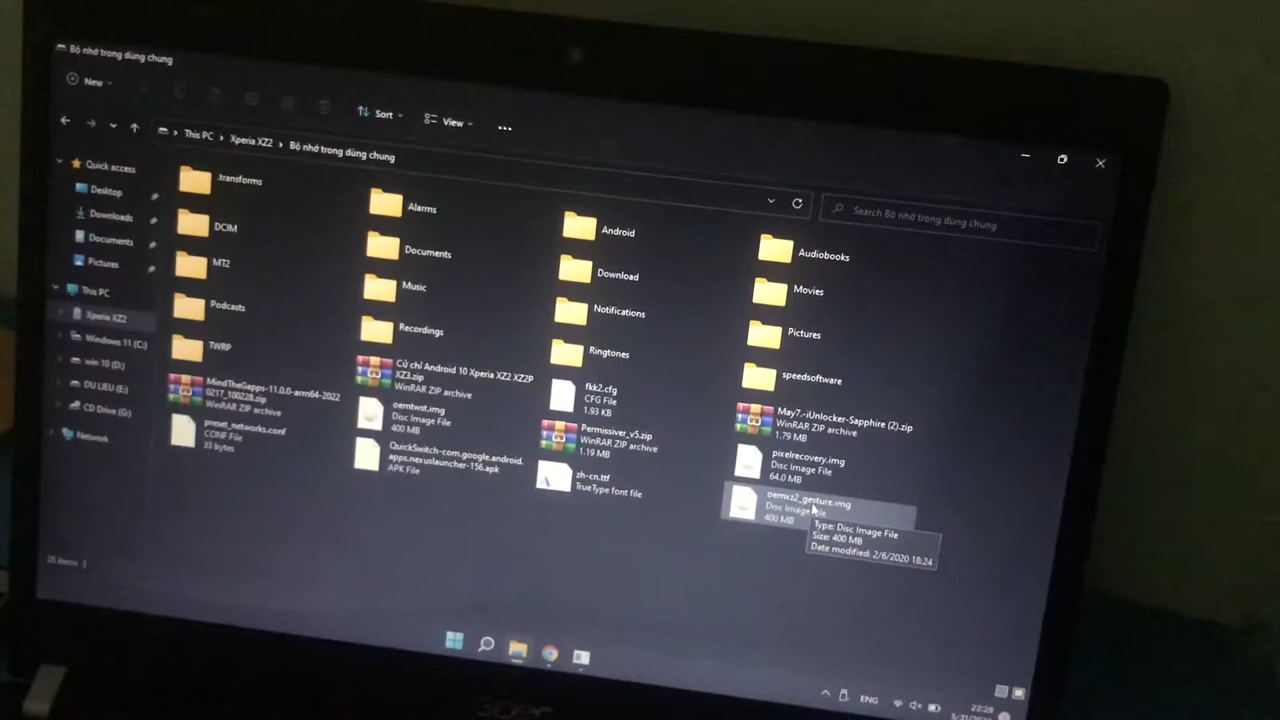 Bộ nhớ trong dùng chung
New
Sort
View
This PC
Xperia XZ2
Bộ nhớ trong dùng chung
Search Bộ nhớ trong dùng chung
Quick access
Desktop
Downloads
Documents
Pictures
This PC
Xperia XZ2
Windows 11 (C:)
win 10 (D:)
DU LIEU (E:)
CD Drive (G:)
Network
.transforms
Alarms
Android
Audiobooks
DCIM
Documents
Download
Movies
MT2
Music
Notifications
Pictures
Podcasts
Recordings
Ringtones
speedsoftware
TWRP
Cử chỉ Android 10 Xperia XZ2 XZ2P
XZ3.zip
WinRAR ZIP archive
fkk2.cfg
CFG File
1.93 KB
May7.-iUnlocker-Sapphire (2).zip
WinRAR ZIP archive
1.79 MB
MindTheGapps-11.0.0-arm64-2022
0217_100228.zip
WinRAR ZIP archive
oemtwst.img
Disc Image File
400 MB
Permissiver_v5.zip
WinRAR ZIP archive
1.19 MB
pixelrecovery.img
Disc Image File
64.0 MB
preset_networks.conf
CONF File
33 bytes
QuickSwitch-com.google.android.
apps.nexuslauncher-156.apk
APK File
zh-cn.ttf
TrueType font file
oemxz2_gesture.img
Disc Image File
400 MB
Type: Disc Image File
Size: 400 MB
Date modified: 2/6/2020 18:24
items
ENG
22:29
acer